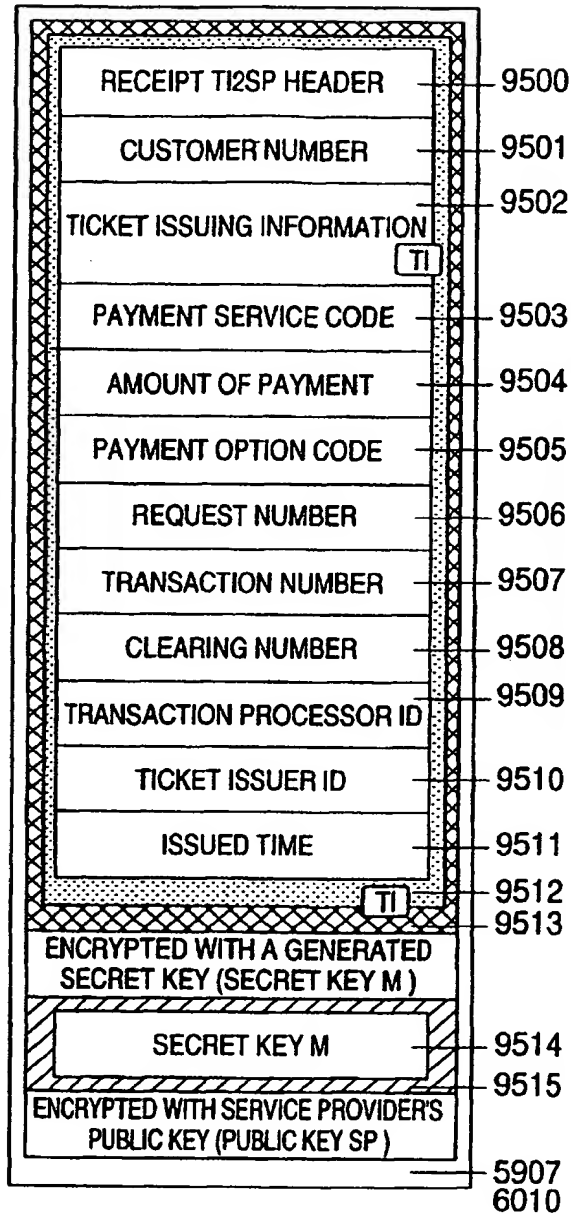 RECEIPT TI2SP HEADER 9500
CUSTOMER NUMBER 9501
9502
TICKET ISSUING INFORMATION
TI
PAYMENT SERVICE CODE 9503
AMOUNT OF PAYMENT 9504
PAYMENT OPTION CODE 9505
REQUEST NUMBER 9506
TRANSACTION NUMBER 9507
CLEARING NUMBER 9508
9509
TRANSACTION PROCESSOR ID
TICKET ISSUER ID 9510
ISSUED TIME 9511
TI 9512
9513
ENCRYPTED WITH A GENERATED
SECRET KEY (SECRET KEY M )
SECRET KEY M 9514
9515
ENCRYPTED WITH SERVICE PROVIDER'S
PUBLIC KEY (PUBLIC KEY SP )
5907
6010